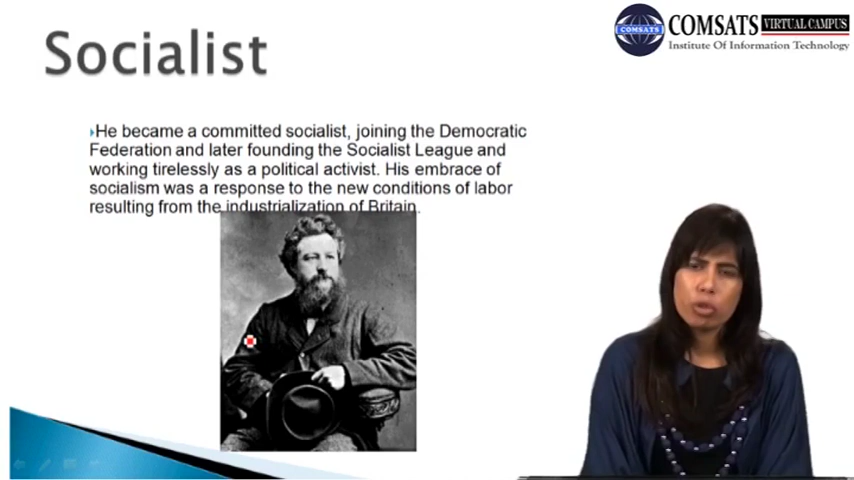 Socialist
COMSATS VIRTUAL CAMPUS
COMSATS
Institute Of Information Technology
He became a committed socialist, joining the Democratic
Federation and later founding the Socialist League and
working tirelessly as a political activist. His embrace of
socialism was a response to the new conditions of labor
resulting from the industrialization of Britain.